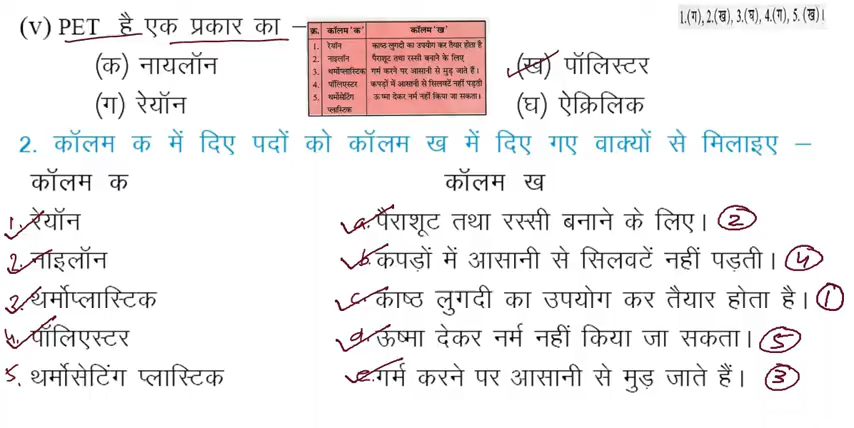 1.(ग), 2.(ख), 3.(घ), 4.(ग), 5. (ख)।
(v) PET है एक प्रकार का –
क्र. कॉलम 'क' कॉलम 'ख'
1. रेयॉन काष्ठ लुगदी का उपयोग कर तैयार होता है
2. नाइलॉन पैराशूट तथा बनाने के लिए
3. थर्मोप्लास्टिक गर्म करने पर आसानी से मुड़ जाते हैं।
4. पॉलिएस्टर कपड़ों में आसानी से सिलवटें नहीं पड़ती
5. थर्मोसेटिंग प्लास्टिक ऊष्मा देकर नर्म नहीं किया जा सकता।
(क) नायलॉन (ख) पॉलिस्टर
(ग) रेयॉन (घ) ऐक्रिलिक
2. कॉलम क में दिए पदों को कॉलम ख में दिए गए वाक्यों से मिलाइए –
कॉलम क कॉलम ख
1. रेयॉन a. पैराशूट तथा रस्सी बनाने के लिए। 2
2. नाइलॉन b. कपड़ों में आसानी से सिलवटें नहीं पड़ती। 4
3. थर्मोप्लास्टिक c. काष्ठ लुगदी का उपयोग कर तैयार होता है। 1
4. पॉलिएस्टर d. ऊष्मा देकर नर्म नहीं किया जा सकता। 5
5. थर्मोसेटिंग प्लास्टिक e. गर्म करने पर आसानी से मुड़ जाते हैं। 3